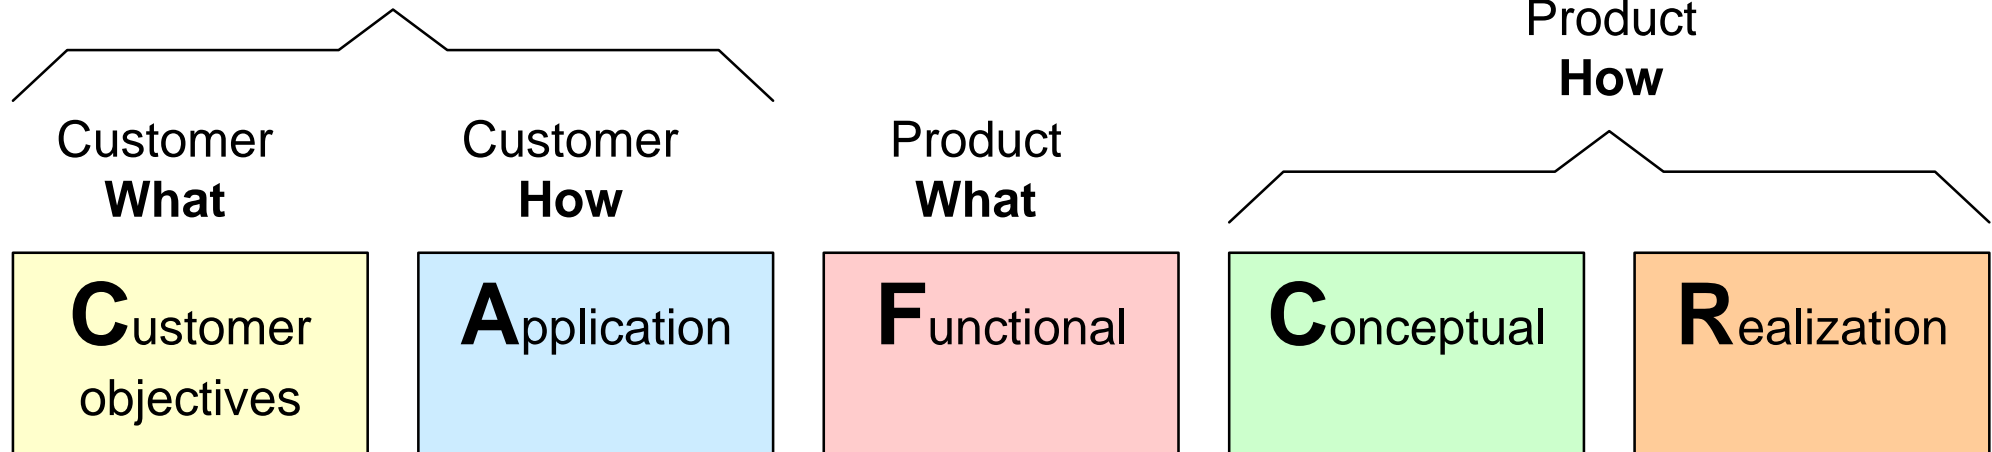 Product
How
Customer
What
Customer
How
Product
What
Customer
objectives
Application
Functional
Conceptual
Realization